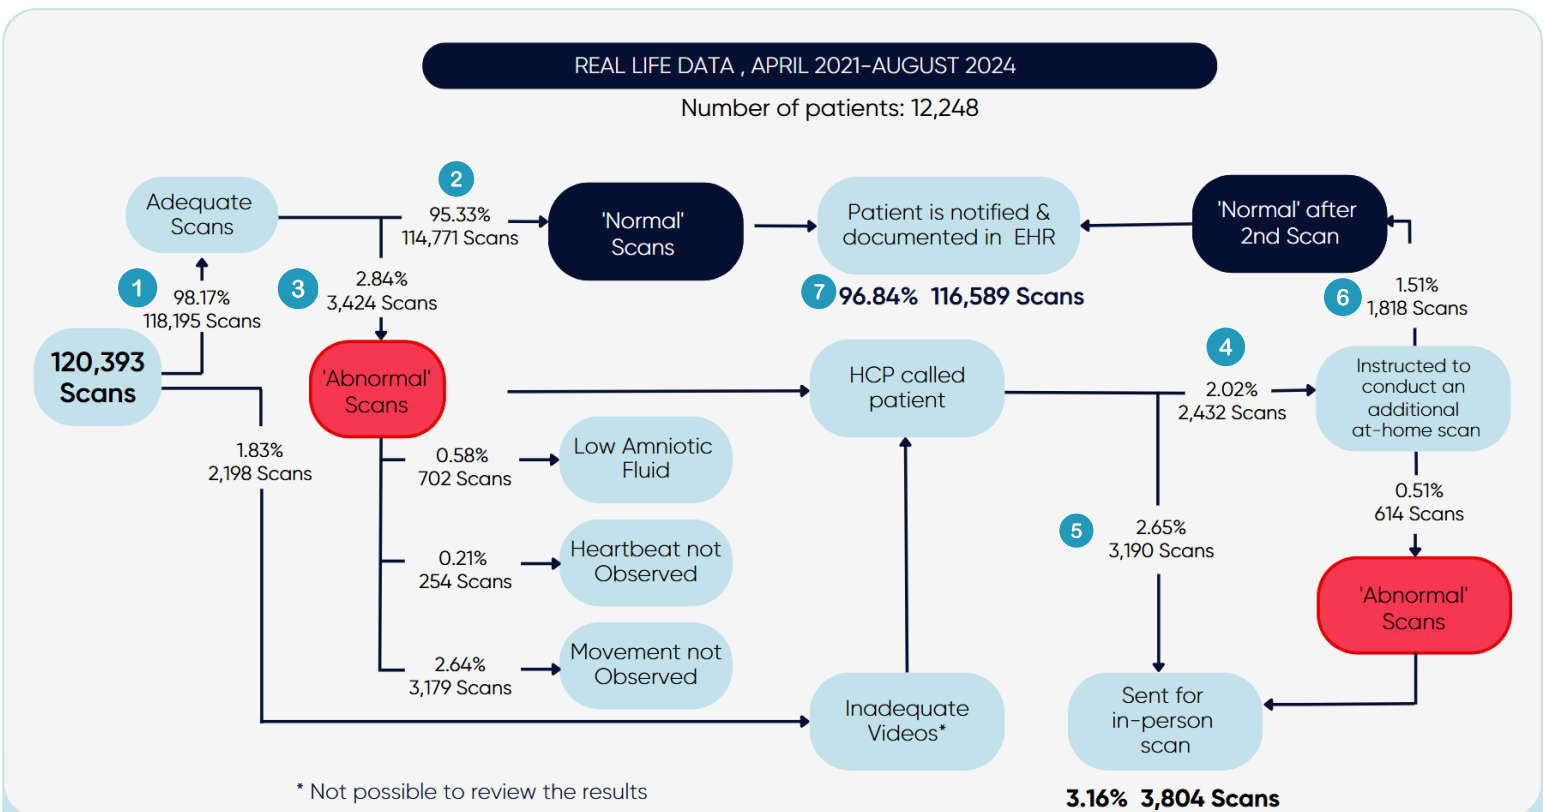 REAL LIFE DATA , APRIL 2021-AUGUST 2024
Number of patients: 12,248
Adequate
Scans
2
95.33%
114,771 Scans
'Normal'
Scans
Patient is notified &
documented in EHR
'Normal' after
2nd Scan
1
98.17%
118,195 Scans
3
2.84%
3,424 Scans
7
96.84% 116,589 Scans
6
1.51%
1,818 Scans
120,393
Scans
'Abnormal'
Scans
HCP called
patient
4
2.02%
2,432 Scans
Instructed to
conduct an
additional
at-home scan
1.83%
2,198 Scans
0.58%
702 Scans
Low Amniotic
Fluid
0.51%
614 Scans
5
2.65%
3,190 Scans
0.21%
254 Scans
Heartbeat not
Observed
'Abnormal'
Scans
2.64%
3,179 Scans
Movement not
Observed
Inadequate
Videos*
Sent for
in-person
scan
* Not possible to review the results
3.16% 3,804 Scans